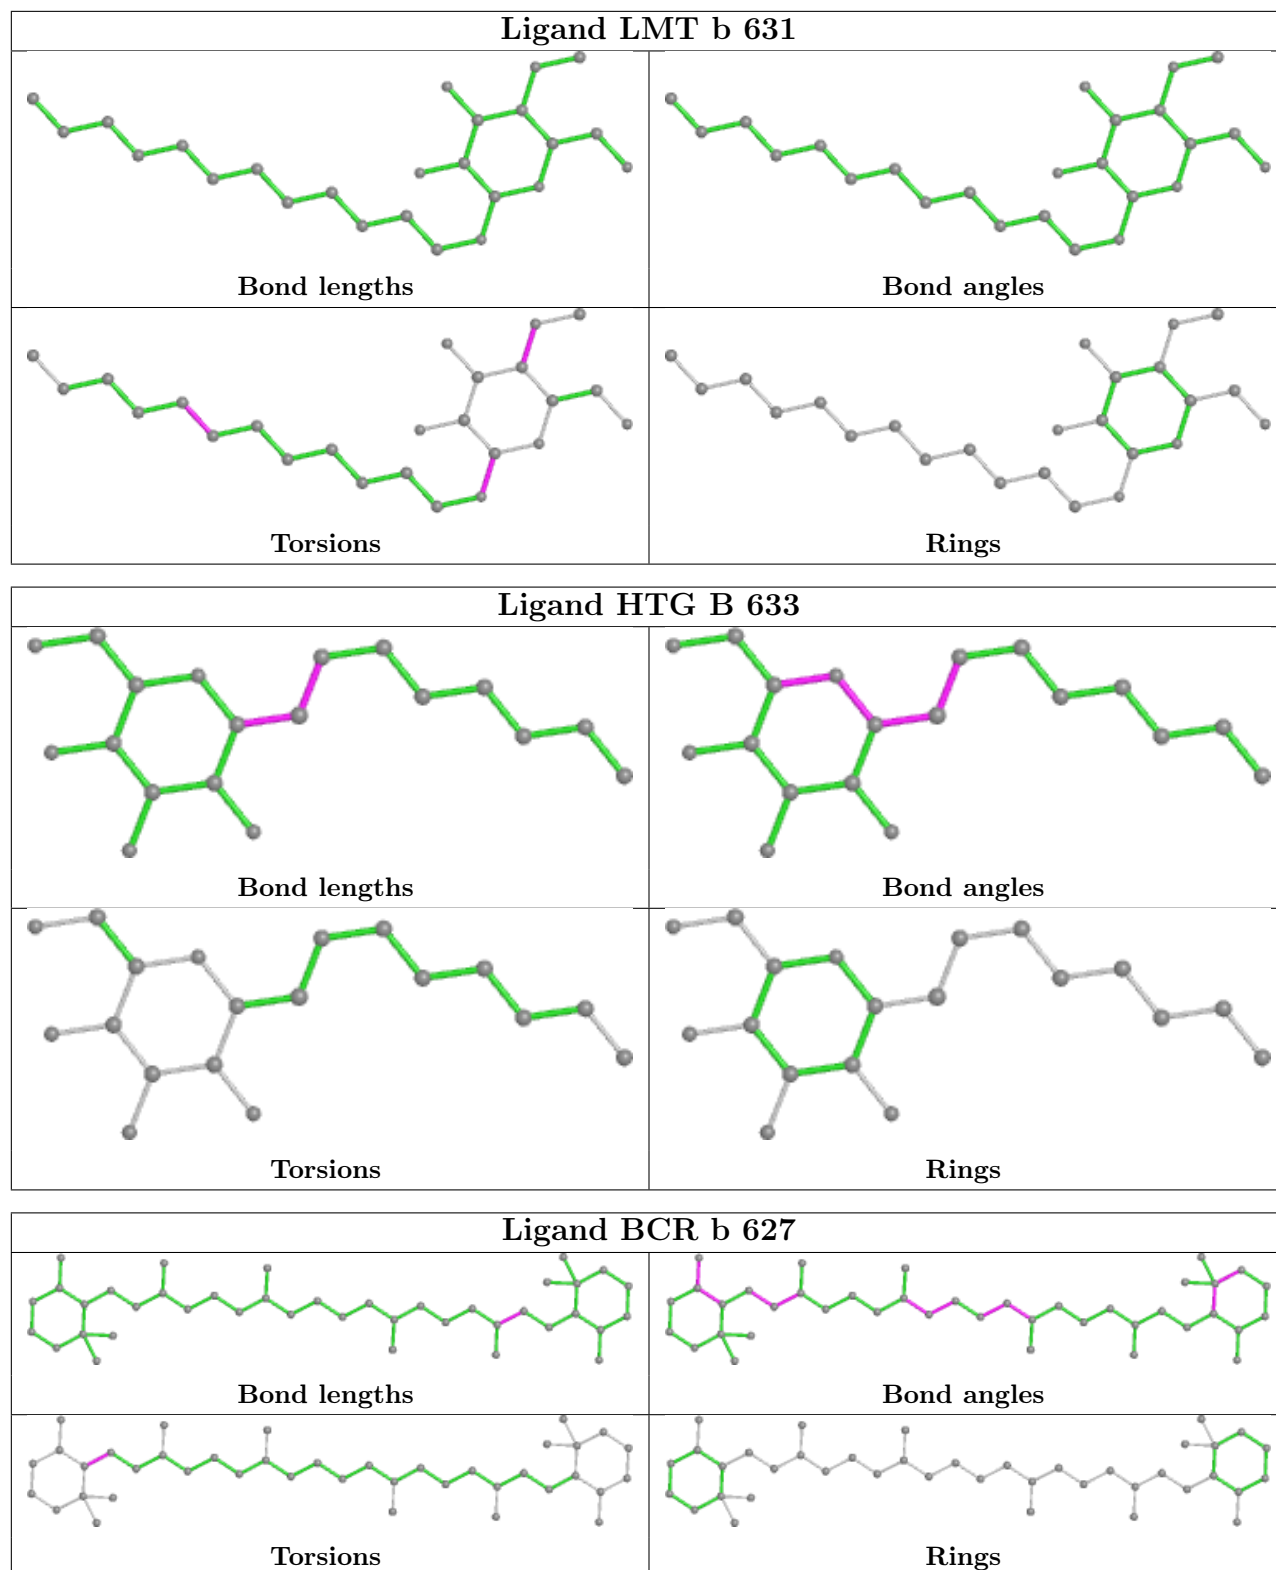 Ligand LMT b 631
Bond lengths
Bond angles
Torsions
Rings
Ligand HTG B 633
Bond lengths
Bond angles
Torsions
Rings
Ligand BCR b 627
Bond lengths
Bond angles
Torsions
Rings